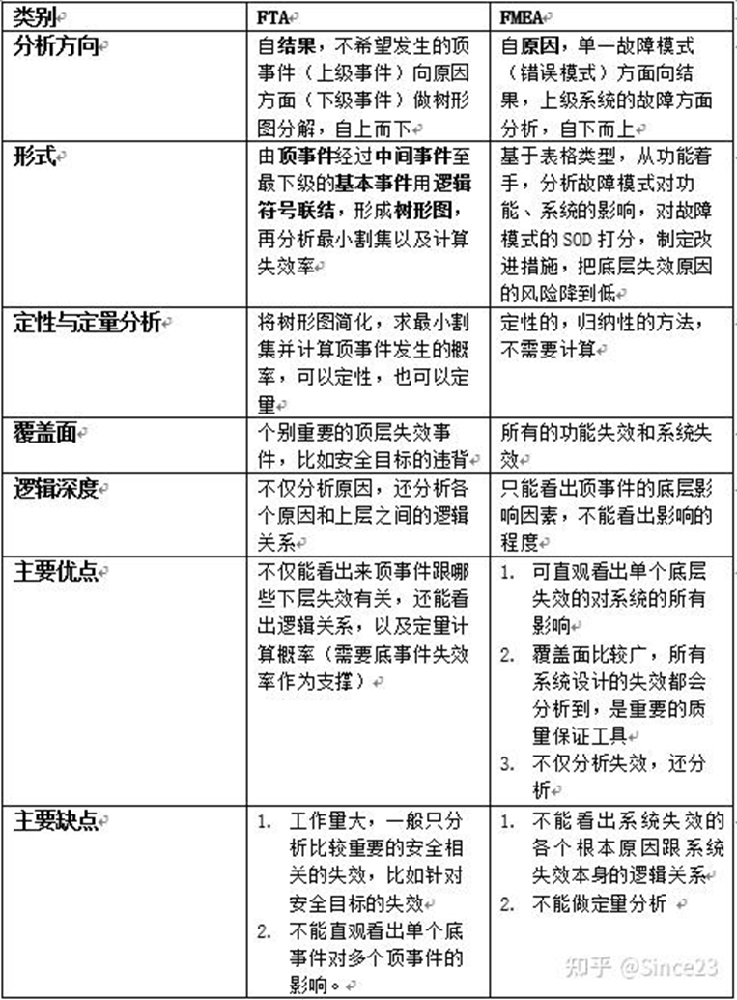 类别 FTA FMEA
分析方向
自结果，不希望发生的顶
事件（上级事件）向原因
方面（下级事件）做树形
图分解，自上而下
自原因，单一故障模式
（错误模式）方面向结
果，上级系统的故障方面
分析，自下而上
形式
由顶事件经过中间事件至
最下级的基本事件用逻辑
符号联结，形成树形图，
再分析最小割集以及计算
失效率
基于表格类型，从功能着
手，分析故障模式对功
能、系统的影响，对故障
模式的SOD打分，制定改
进措施，把底层失效原因
的风险降到低
定性与定量分析
将树形图简化，求最小割
集并计算顶事件发生的概
率，可以定性，也可以定
量
定性的，归纳性的方法，
不需要计算
覆盖面
个别重要的顶层失效事
件，比如安全目标的违背
所有的功能失效和系统失
效
逻辑深度
不仅分析原因，还分析各
个原因和上层之间的逻辑
关系
只能看出顶事件的底层影
响因素，不能看出影响的
程度
主要优点
不仅能看出来顶事件跟哪
些下层失效有关，还能看
出逻辑关系，以及定量计
算概率（需要底事件失效
率作为支撑）
1. 可直观看出单个底层
失效的对系统的所有
影响
2. 覆盖面比较广，所有
系统设计的失效都会
分析到，是重要的质
量保证工具
3. 不仅分析失效，还分
析
主要缺点
1. 工作量大，一般只分
析比较重要的安全相
关的失效，比如针对
安全目标的失效
2. 不能直观看出单个底
事件对多个顶事件的
影响。
1. 不能看出系统失效的
各个根本原因跟系统
失效本身的逻辑关系
2. 不能做定量分析
知乎 @Since23